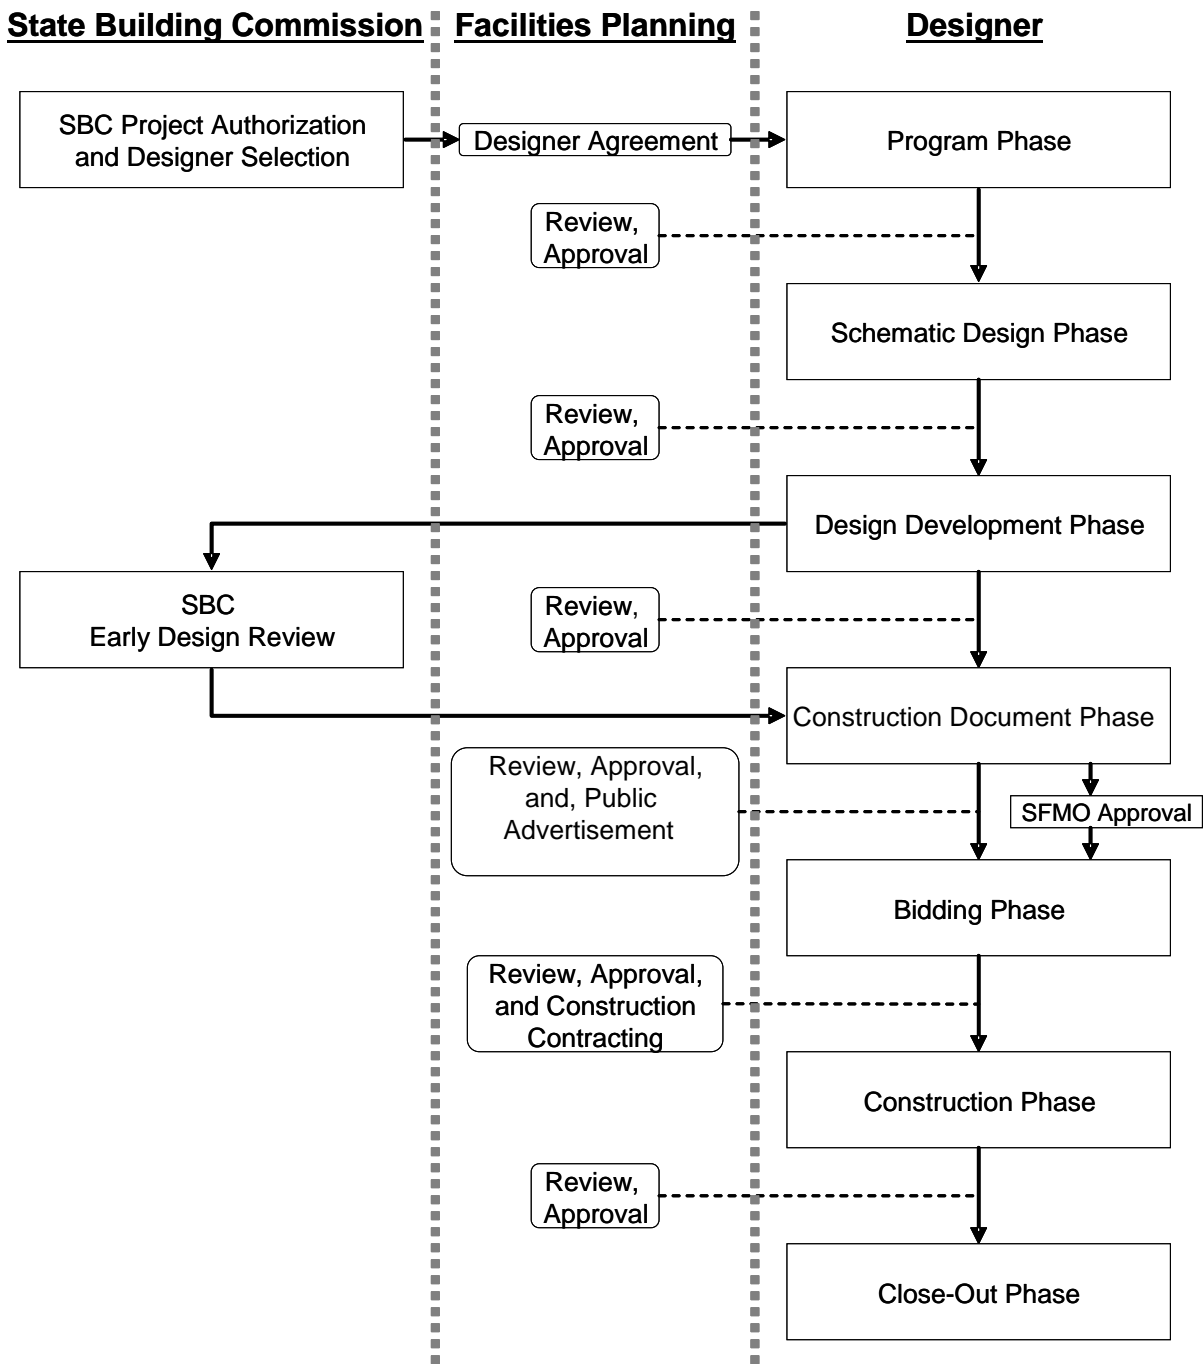 State Building Commission
Facilities Planning
Designer
SBC Project Authorization
and Designer Selection
Designer Agreement
Program Phase
Review,
Approval
Schematic Design Phase
Review,
Approval
Design Development Phase
SBC
Early Design Review
Review,
Approval
Construction Document Phase
Review, Approval,
and, Public
Advertisement
SFMO Approval
Bidding Phase
Review, Approval,
and Construction
Contracting
Construction Phase
Review,
Approval
Close-Out Phase